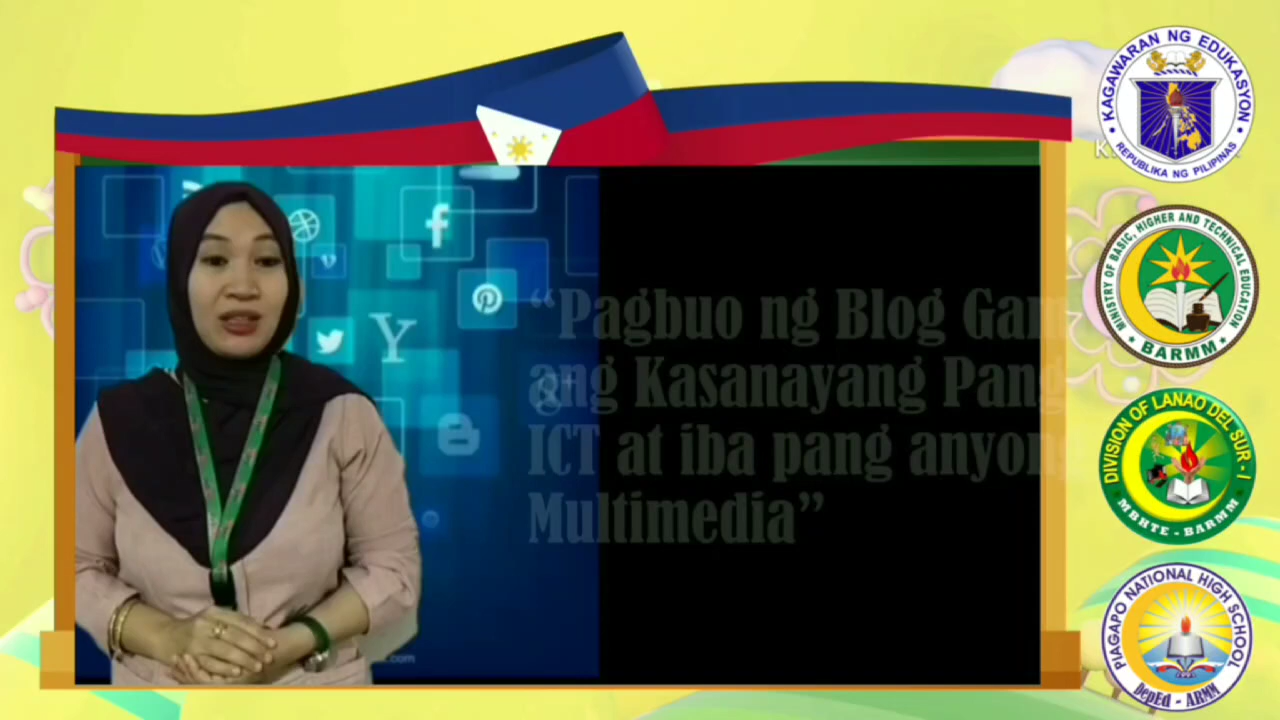 “Pagbuo ng Blog Gam
ang Kasanayang Pang
ICT at iba pang anyong
Multimedia”
KAGAWARAN NG EDUKASYON
REPUBLIKA NG PILIPINAS
MINISTRY OF BASIC, HIGHER AND TECHNICAL EDUCATION
BARMM
DIVISION OF LANAO DEL SUR - I
MBHTE - BARMM
PIAGAPO NATIONAL HIGH SCHOOL
DepEd - ARMM
.com